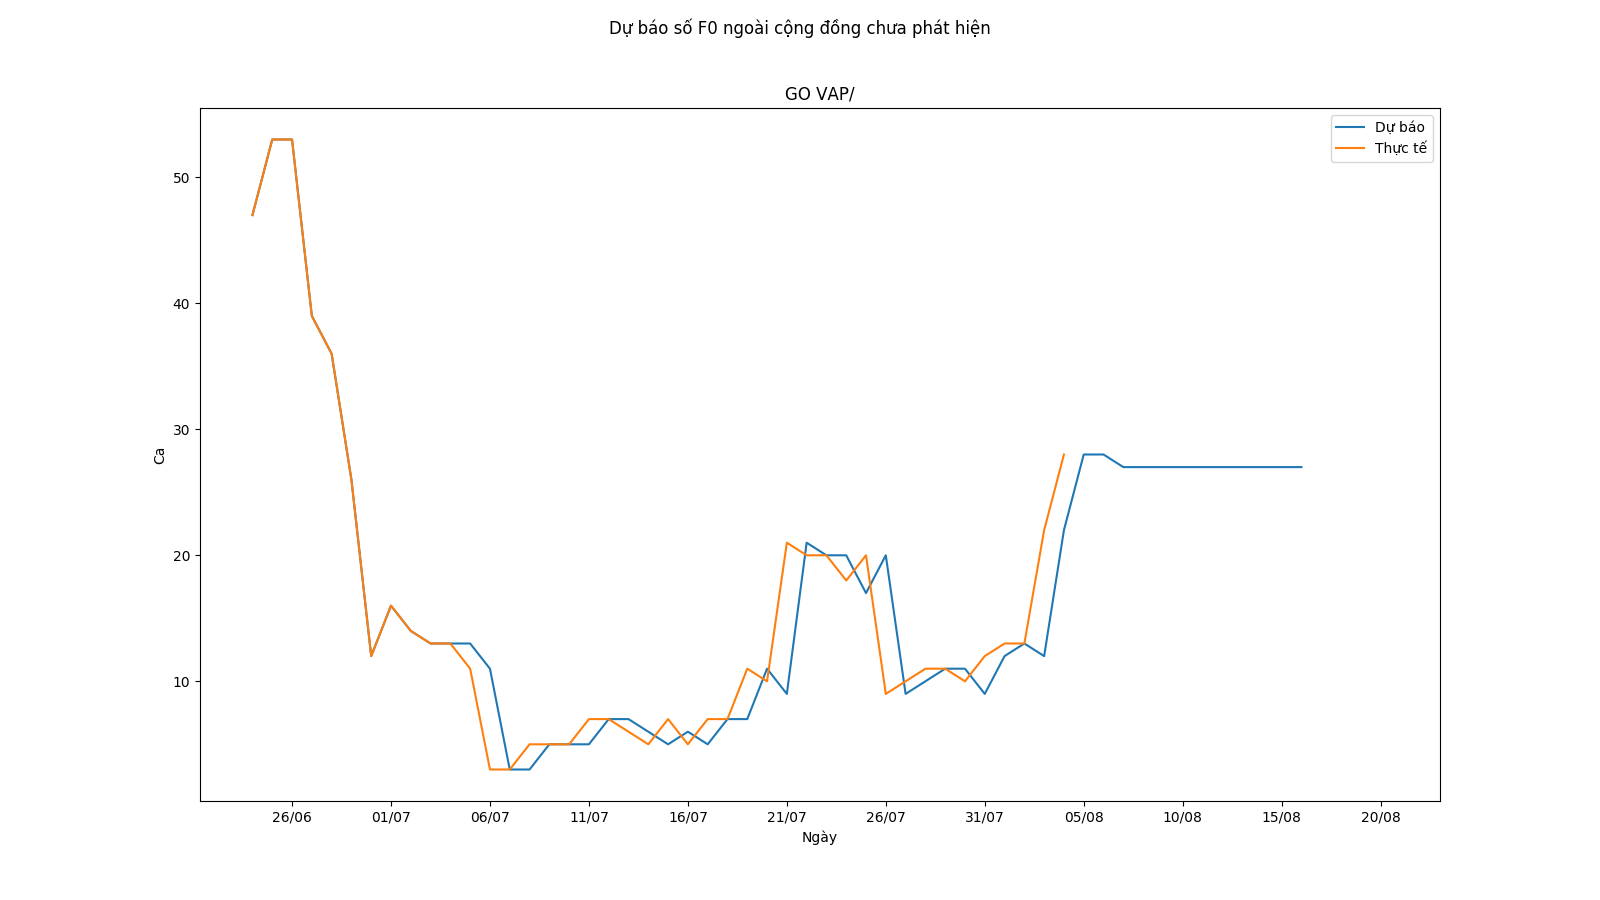 Dự báo số F0 ngoài cộng đồng chưa phát hiện
GO VAP/
Dự báo
Thực tế
50
40
30
20
10
Ca
26/06 01/07 06/07 11/07 16/07 21/07 26/07 31/07 05/08 10/08 15/08 20/08
Ngày